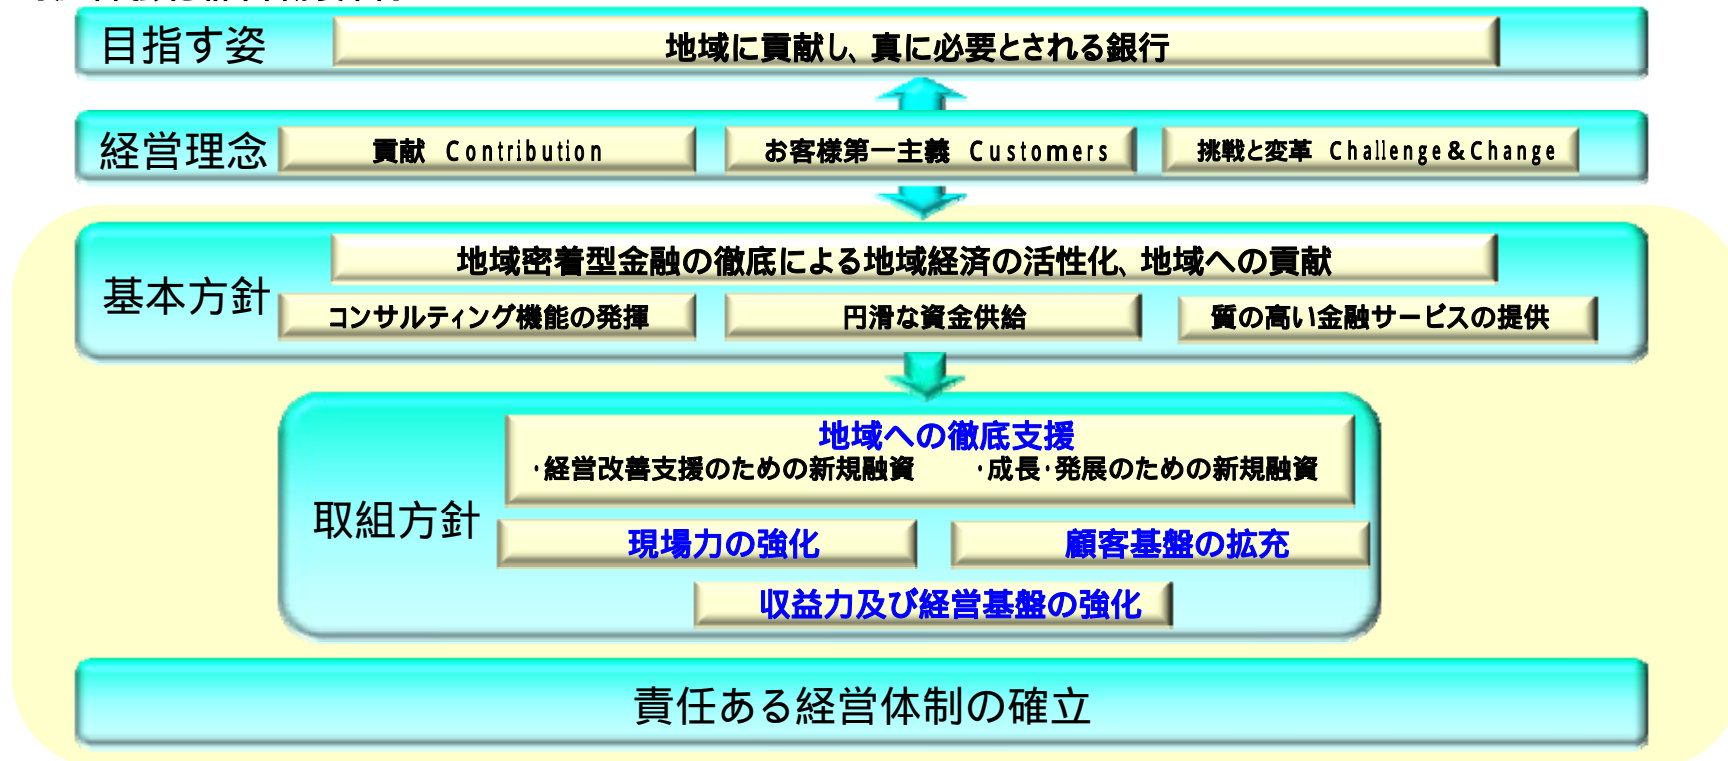 目指す姿
地域に貢献し、真に必要とされる銀行
経営理念
貢献 Contribution
お客様第一主義 Customers
挑戦と変革 Challenge＆Change
基本方針
地域密着型金融の徹底による地域経済の活性化、地域への貢献
コンサルティング機能の発揮
円滑な資金供給
質の高い金融サービスの提供
取組方針
地域への徹底支援
・経営改善支援のための新規融資 ・成長・発展のための新規融資
現場力の強化
顧客基盤の拡充
収益力及び経営基盤の強化
責任ある経営体制の確立